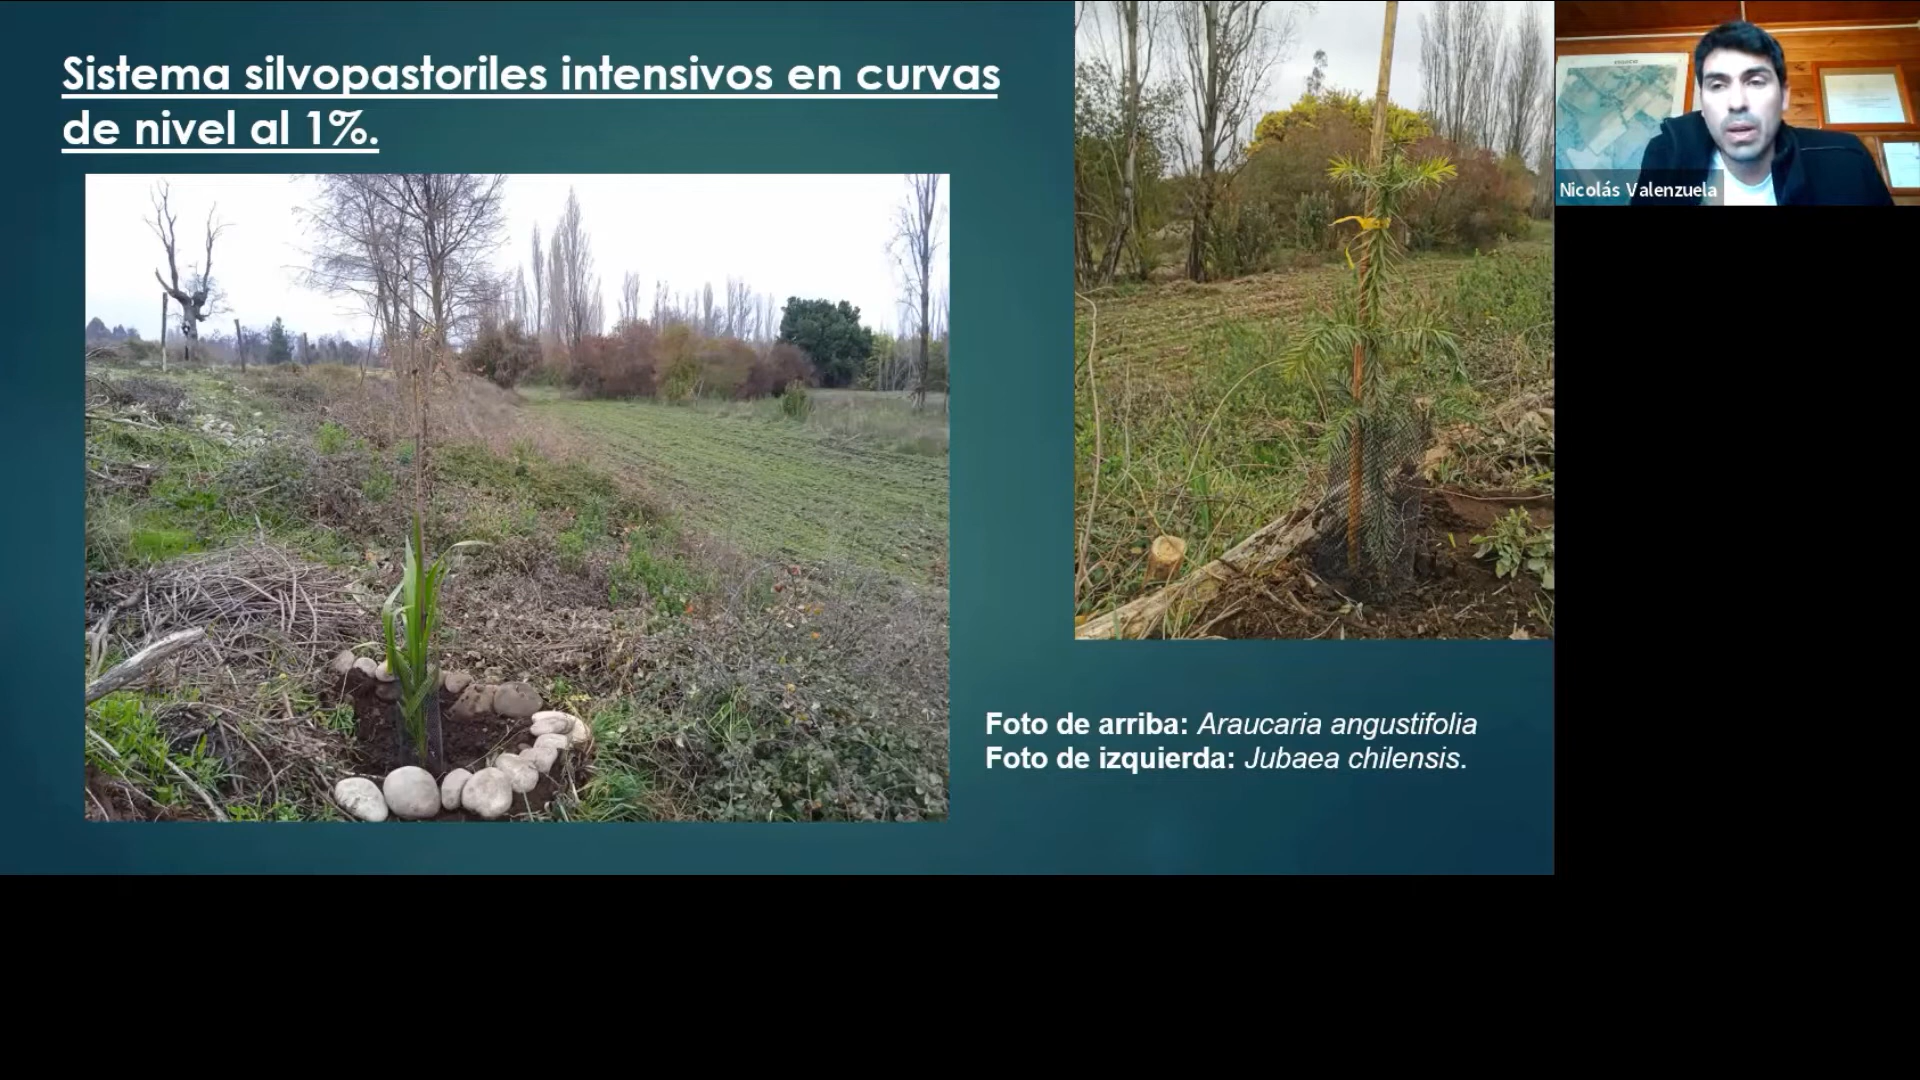 Sistema silvopastoriles intensivos en curvas
de nivel al 1%.
Nicolás Valenzuela
Foto de arriba: Araucaria angustifolia
Foto de izquierda: Jubaea chilensis.